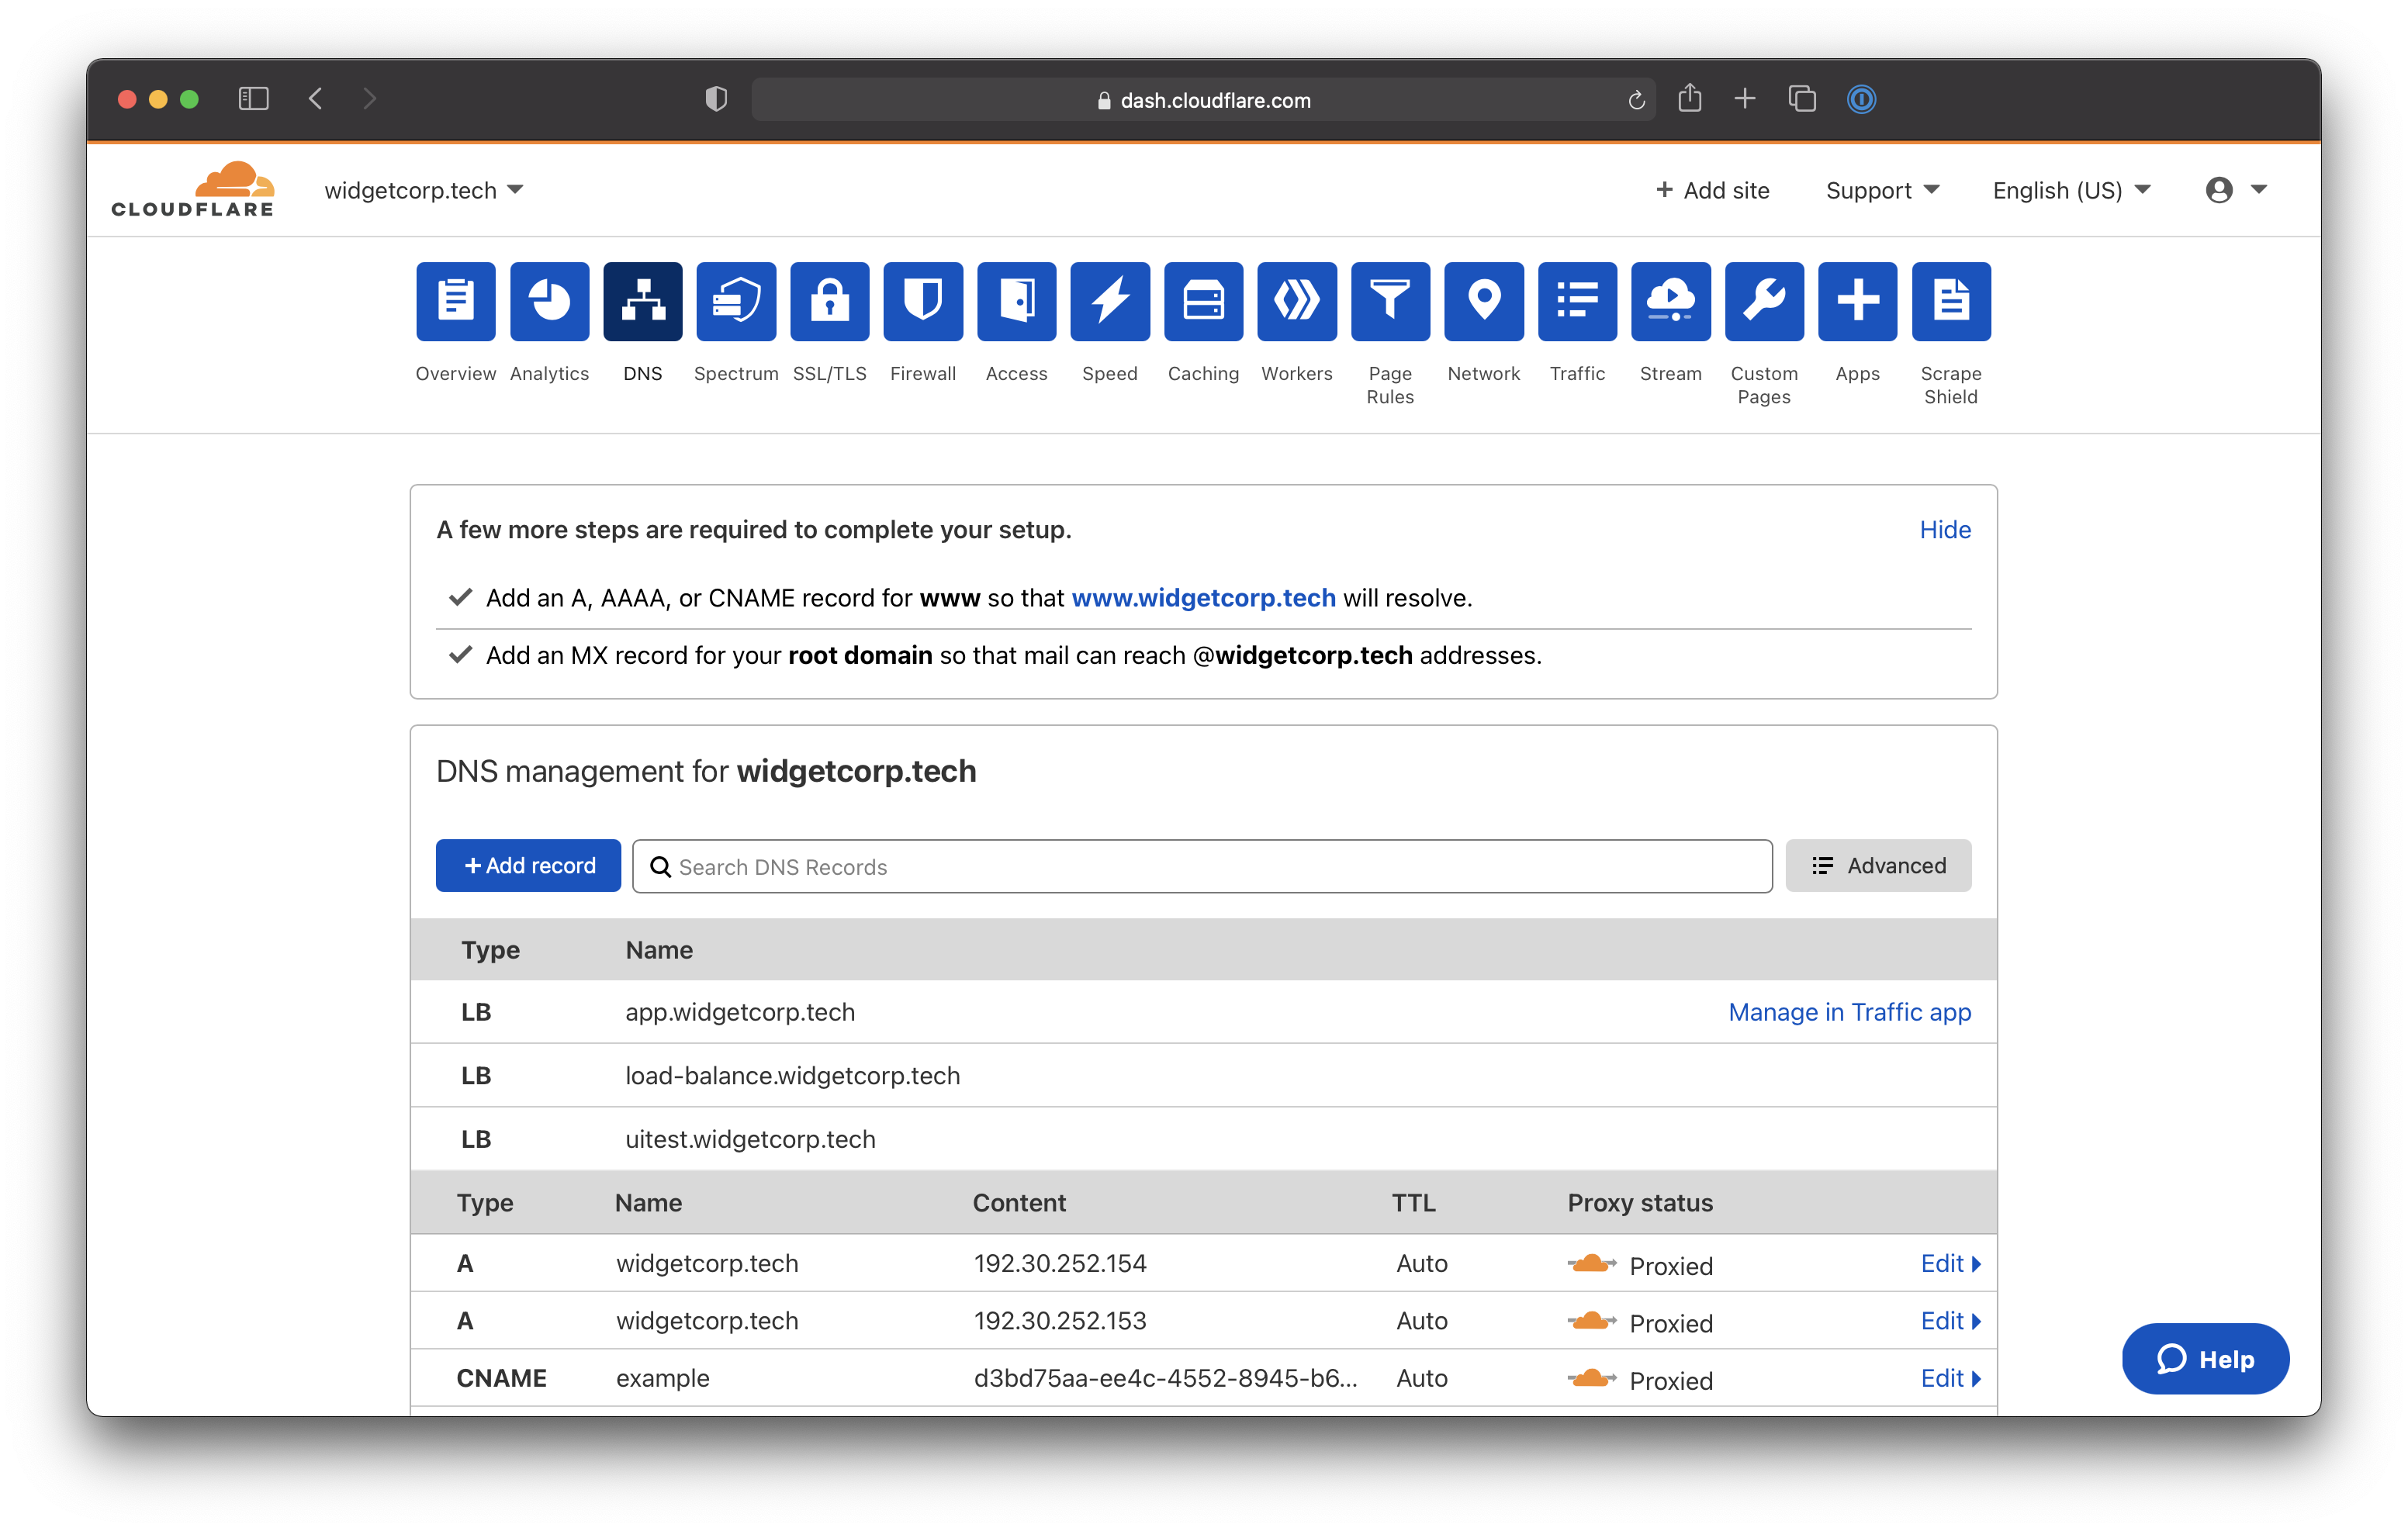 dash.cloudflare.com
CLOUDFLARE
widgetcorp.tech
+ Add site
Support
English (US)
Overview
Analytics
DNS
Spectrum
SSL/TLS
Firewall
Access
Speed
Caching
Workers
Page
Rules
Network
Traffic
Stream
Custom
Pages
Apps
Scrape
Shield
A few more steps are required to complete your setup.
Hide
Add an A, AAAA, or CNAME record for www so that www.widgetcorp.tech will resolve.
Add an MX record for your root domain so that mail can reach @widgetcorp.tech addresses.
DNS management for widgetcorp.tech
+ Add record
Search DNS Records
Advanced
Type Name
LB app.widgetcorp.tech Manage in Traffic app
LB load-balance.widgetcorp.tech
LB uitest.widgetcorp.tech
Type Name Content TTL Proxy status
A widgetcorp.tech 192.30.252.154 Auto Proxied Edit
A widgetcorp.tech 192.30.252.153 Auto Proxied Edit
CNAME example d3bd75aa-ee4c-4552-8945-b6... Auto Proxied Edit
Help